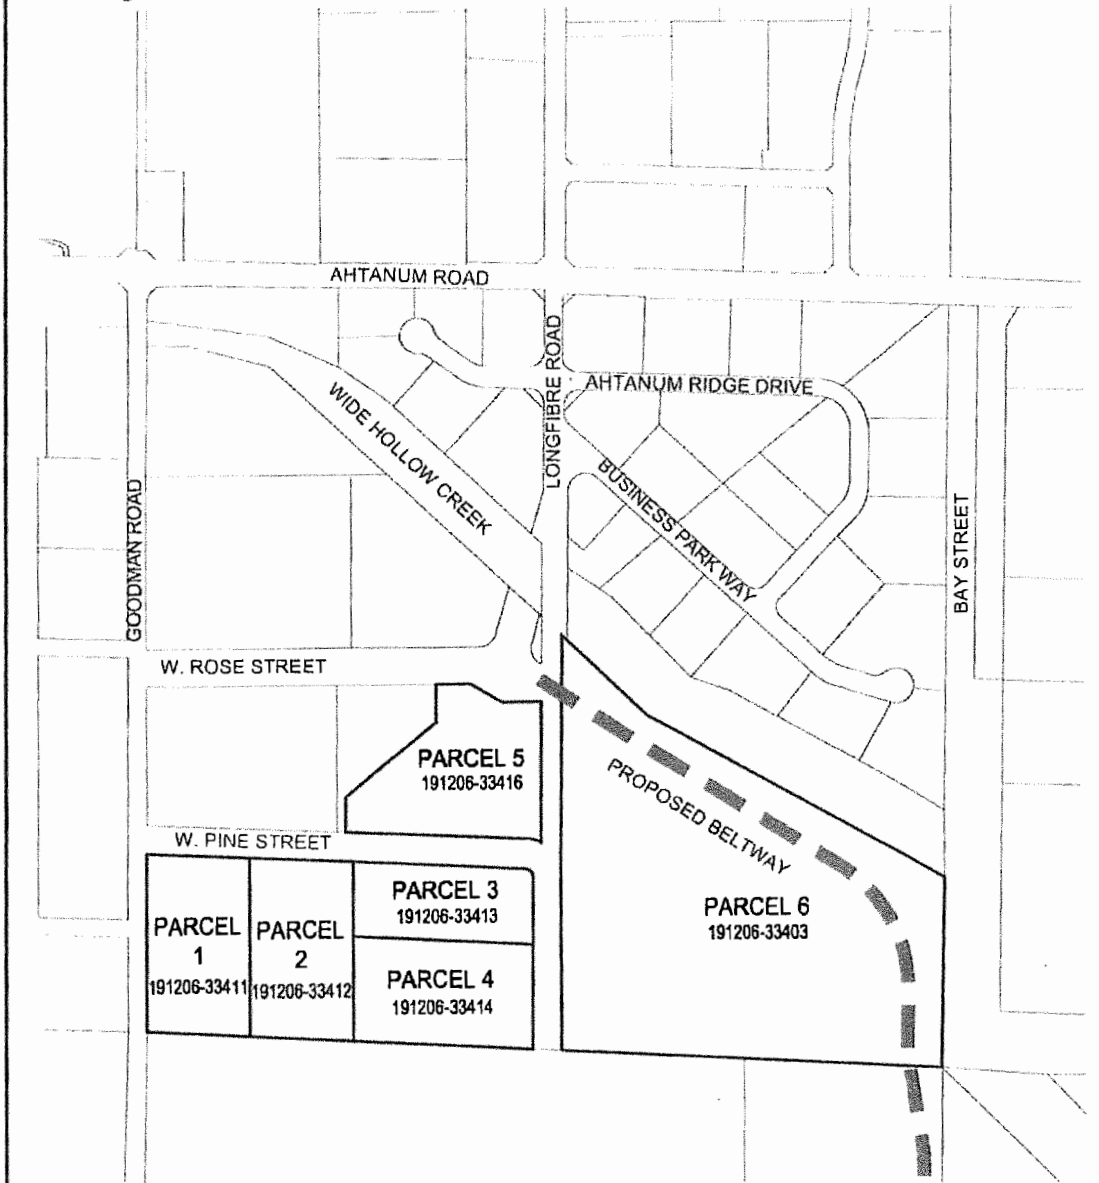 AHTANUM ROAD
LONGFIBRE ROAD
AHTANUM RIDGE DRIVE
WIDE HOLLOW CREEK
BUSINESS PARK WAY
GOODMAN ROAD
BAY STREET
W. ROSE STREET
PARCEL 5
191206-33416
PROPOSED BELTWAY
W. PINE STREET
PARCEL
1
191206-33411
PARCEL
2
191206-33412
PARCEL 3
191206-33413
PARCEL 4
191206-33414
PARCEL 6
191206-33403